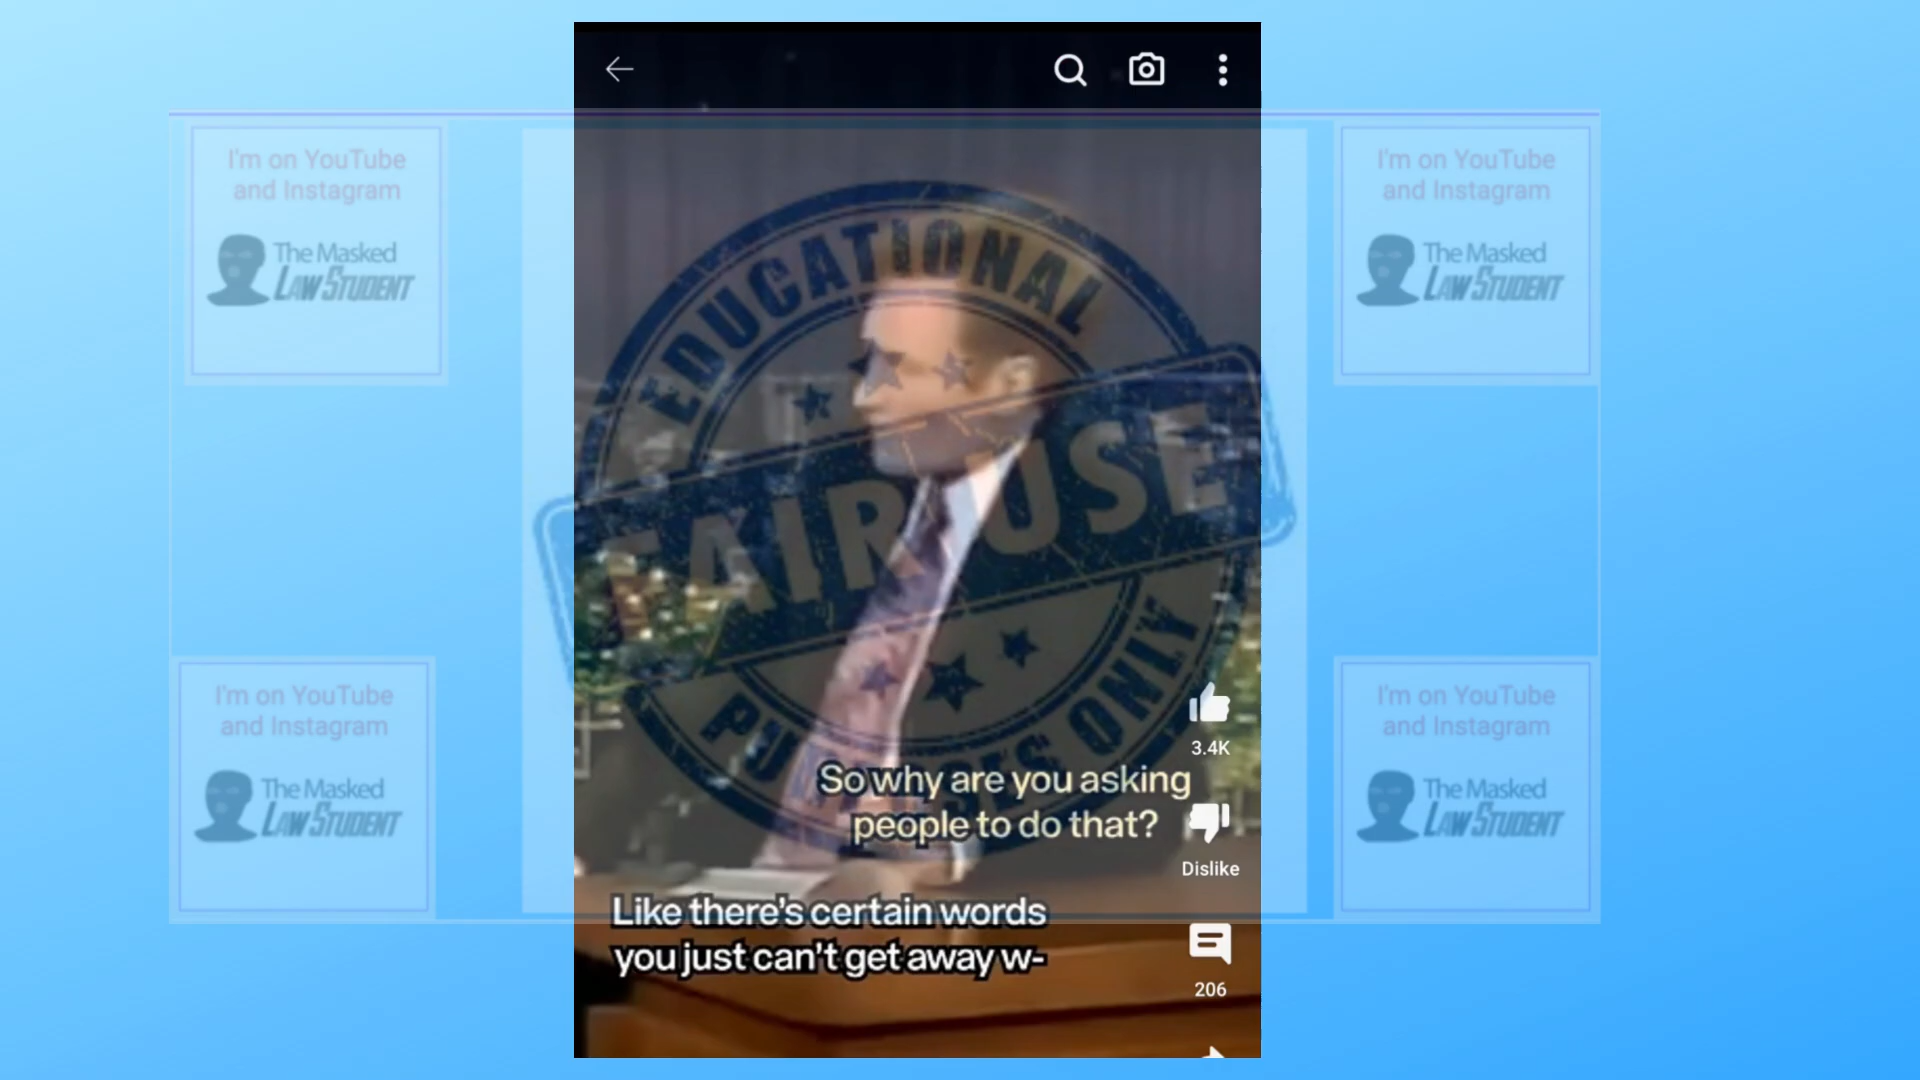 I'm on YouTube
and Instagram
The Masked
LAW STUDENT
I'm on YouTube
and Instagram
The Masked
LAW STUDENT
EDUCATIONAL
FAIR USE
PURPOSES ONLY
3.4K
So why are you asking
people to do that?
Dislike
Like there's certain words
you just can't get away w-
206
I'm on YouTube
and Instagram
The Masked
LAW STUDENT
I'm on YouTube
and Instagram
The Masked
LAW STUDENT